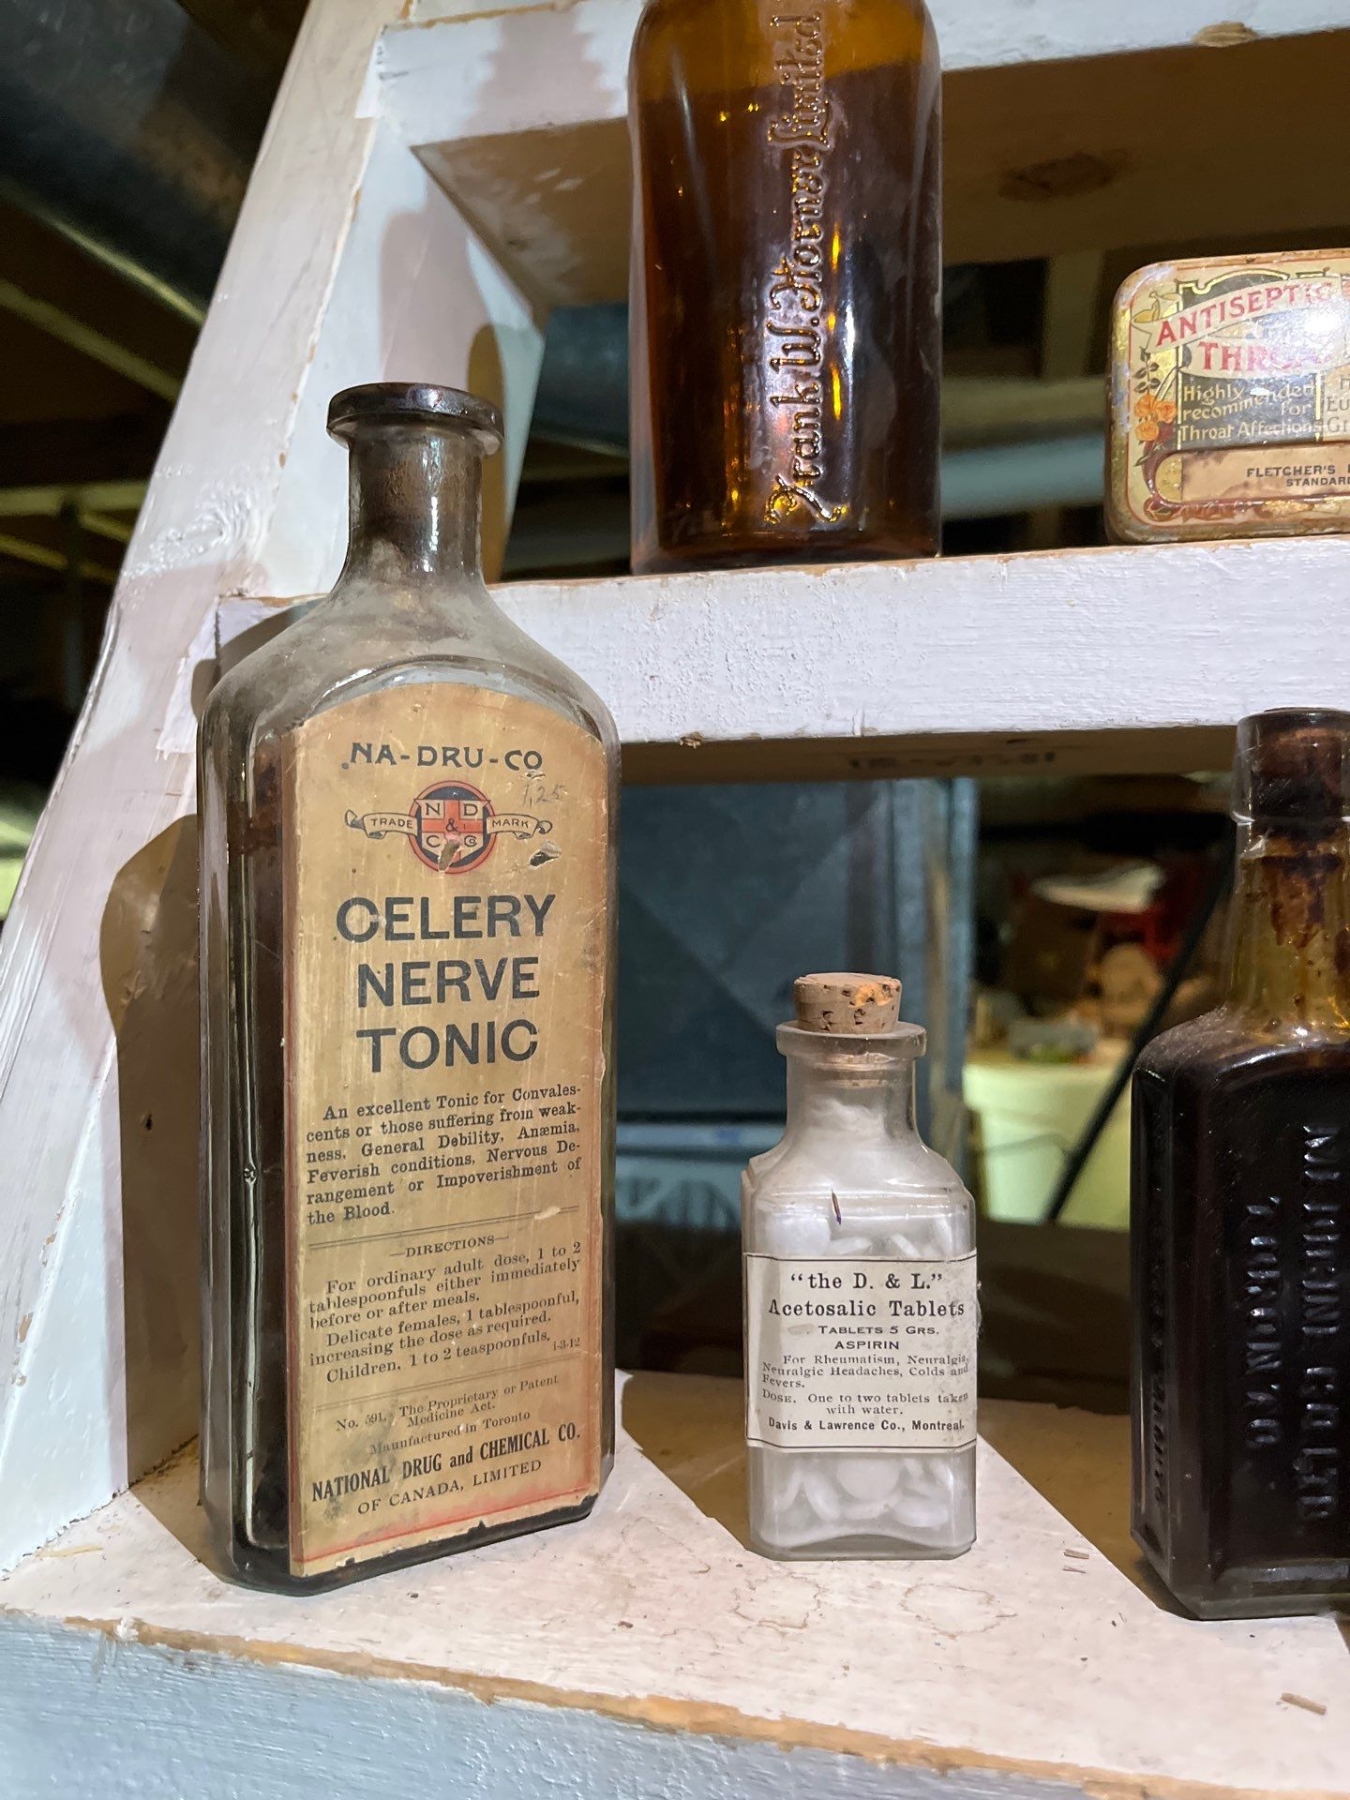 Frank W. Horner Limited
ANTISEPTIC
THRO
Highly
recommended
for
Throat Affections
FLETCHER'S
STANDARD
NA-DRU-CO
1,25
N D
TRADE & MARK
C Co
CELERY
NERVE
TONIC
An excellent Tonic for Convales-
cents or those suffering from weak-
ness, General Debility, Anæmia,
Feverish conditions, Nervous De-
rangement or Impoverishment of
the Blood.
—DIRECTIONS—
For ordinary adult dose, 1 to 2
tablespoonfuls either immediately
before or after meals.
Delicate females, 1 tablespoonful,
increasing the dose as required.
Children, 1 to 2 teaspoonfuls. 1-3-12
No. 591. The Proprietary or Patent
Medicine Act.
Manufactured in Toronto
NATIONAL DRUG and CHEMICAL CO.
OF CANADA, LIMITED
"the D. & L."
Acetosalic Tablets
TABLETS 5 GRS.
ASPIRIN
For Rheumatism, Neuralgia,
Neuralgic Headaches, Colds and
Fevers.
DOSE. One to two tablets taken
with water.
Davis & Lawrence Co., Montreal.